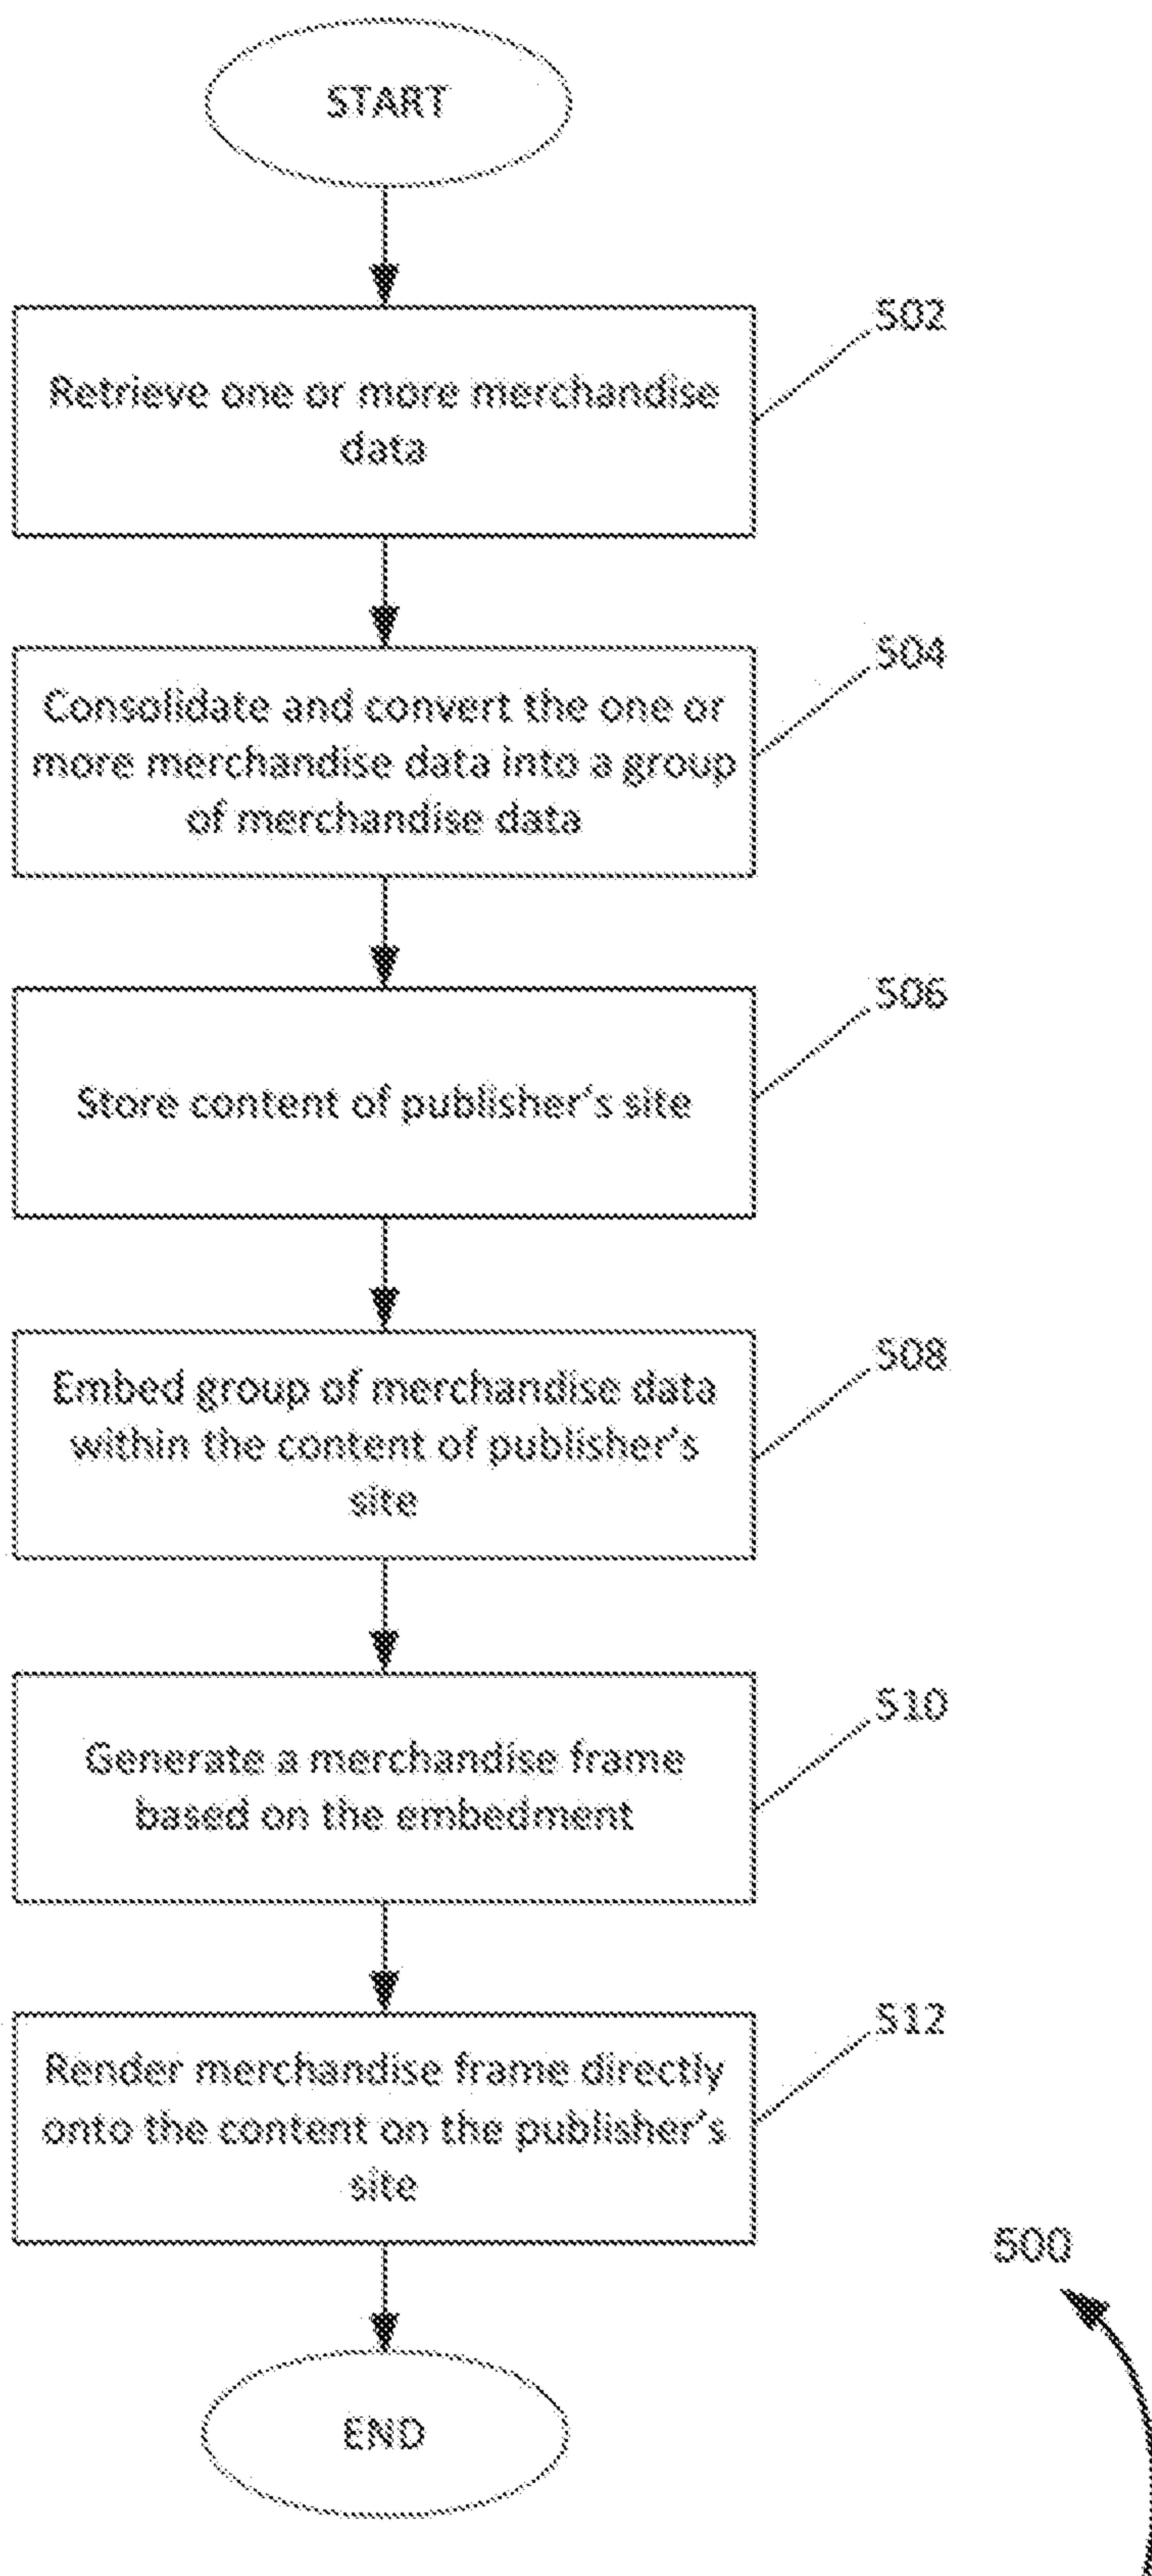 START
502
Retrieve one or more merchandise
data
504
Consolidate and convert the one or
more merchandise data into a group
of merchandise data
506
Store content of publisher's site
508
Embed group of merchandise data
within the content of publisher's
site
510
Generate a merchandise frame
based on the embedment
512
Render merchandise frame directly
onto the content on the publisher's
site
500
END